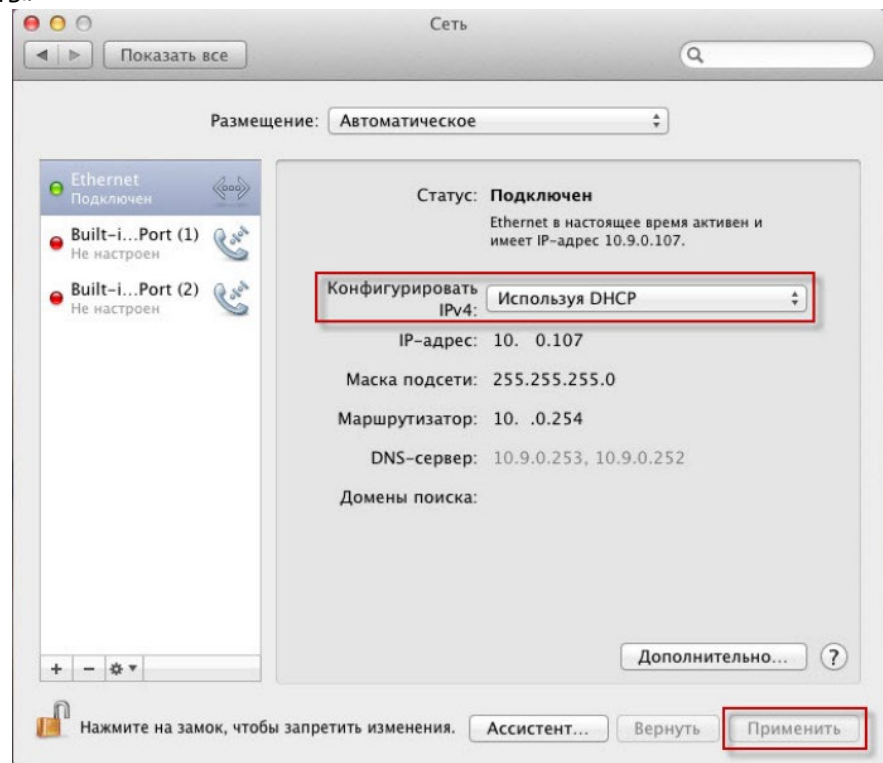 Сеть
Показать все
Размещение: Автоматическое
Ethernet
Подключен
Built-i...Port (1)
Не настроен
Built-i...Port (2)
Не настроен
Статус: Подключен
Ethernet в настоящее время активен и
имеет IP-адрес 10.9.0.107.
Конфигурировать
IPv4: Используя DHCP
IP-адрес: 10. 0.107
Маска подсети: 255.255.255.0
Маршрутизатор: 10. .0.254
DNS-сервер: 10.9.0.253, 10.9.0.252
Домены поиска:
Дополнительно... ?
+ −
Нажмите на замок, чтобы запретить изменения. Ассистент... Вернуть Применить